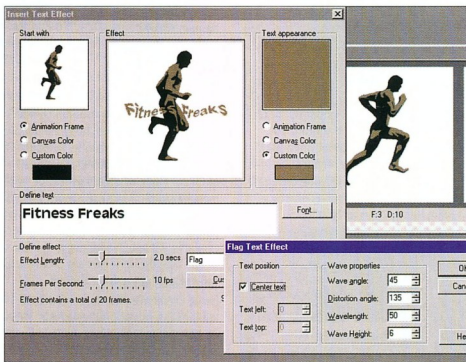 Insert Text Effect
Start with
Effect
Text appearance
Fitness Freaks
Animation Frame
Canvas Color
Custom Color
Animation Frame
Canvas Color
Custom Color
Define text
Fitness Freaks
Font...
F:3 D:10
Define effect
Effect Length:
2.0 secs
Flag
Frames Per Second:
10 fps
Effect contains a total of 20 frames.
Flag Text Effect
Text position
Center text
Text left: 0
Text top: 0
Wave properties
Wave angle: 45
Distortion angle: 135
Wavelength: 50
Wave Height: 6